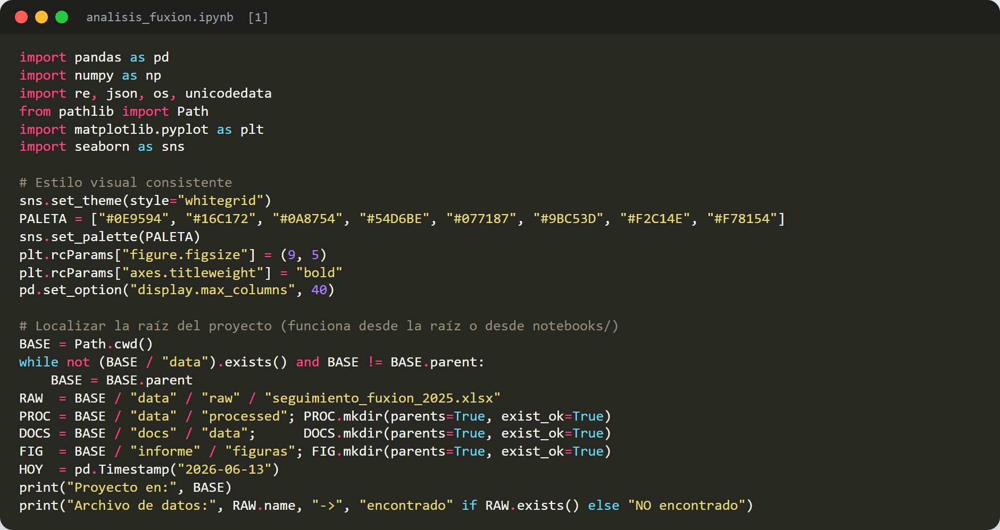 analisis_fuxion.ipynb  [1]
import pandas as pd
import numpy as np
import re, json, os, unicodedata
from pathlib import Path
import matplotlib.pyplot as plt
import seaborn as sns

# Estilo visual consistente
sns.set_theme(style="whitegrid")
PALETA = ["#0E9594", "#16C172", "#0A8754", "#54D6BE", "#077187", "#9BC53D", "#F2C14E", "#F78154"]
sns.set_palette(PALETA)
plt.rcParams["figure.figsize"] = (9, 5)
plt.rcParams["axes.titleweight"] = "bold"
pd.set_option("display.max_columns", 40)

# Localizar la raíz del proyecto (funciona desde la raíz o desde notebooks/)
BASE = Path.cwd()
while not (BASE / "data").exists() and BASE != BASE.parent:
    BASE = BASE.parent
RAW  = BASE / "data" / "raw" / "seguimiento_fuxion_2025.xlsx"
PROC = BASE / "data" / "processed"; PROC.mkdir(parents=True, exist_ok=True)
DOCS = BASE / "docs" / "data";      DOCS.mkdir(parents=True, exist_ok=True)
FIG  = BASE / "informe" / "figuras"; FIG.mkdir(parents=True, exist_ok=True)
HOY  = pd.Timestamp("2026-06-13")
print("Proyecto en:", BASE)
print("Archivo de datos:", RAW.name, "->", "encontrado" if RAW.exists() else "NO encontrado")